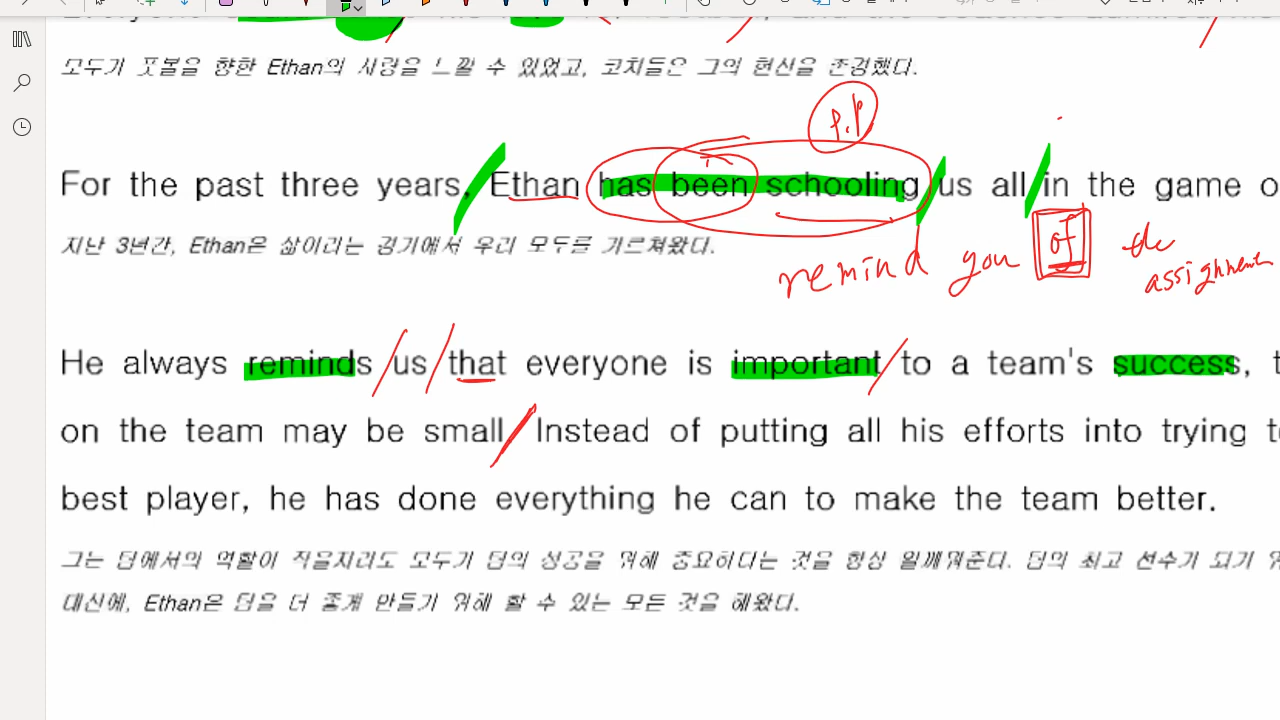 모두가 풋볼을 향한 Ethan의 사랑을 느낄 수 있었고, 코치들은 그의 헌신을 존경했다.
p.p
For the past three years, Ethan has been schooling us all in the game o
지난 3년간, Ethan은 삶이라는 경기에서 우리 모두를 가르쳐왔다.
remind you of the
assignment
He always reminds us that everyone is important to a team's success, t
on the team may be small. Instead of putting all his efforts into trying t
best player, he has done everything he can to make the team better.
그는 팀에서의 역할이 적을지라도 모두가 팀의 성공을 위해 중요하다는 것을 항상 일깨워준다. 팀의 최고 선수가 되기
대신에, Ethan은 팀을 더 좋게 만들기 위해 할 수 있는 모든 것을 해왔다.